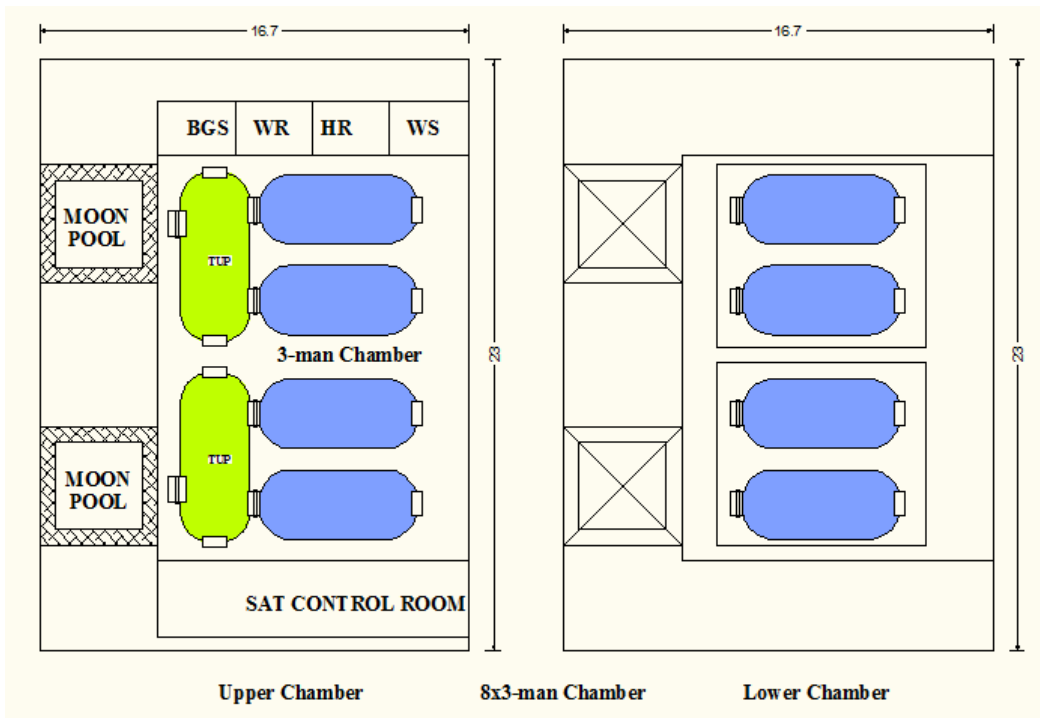 16.7
16.7
BGS WR HR WS
MOON
POOL
TUP
3-man Chamber
23
23
TUP
MOON
POOL
SAT CONTROL ROOM
Upper Chamber 8x3-man Chamber Lower Chamber